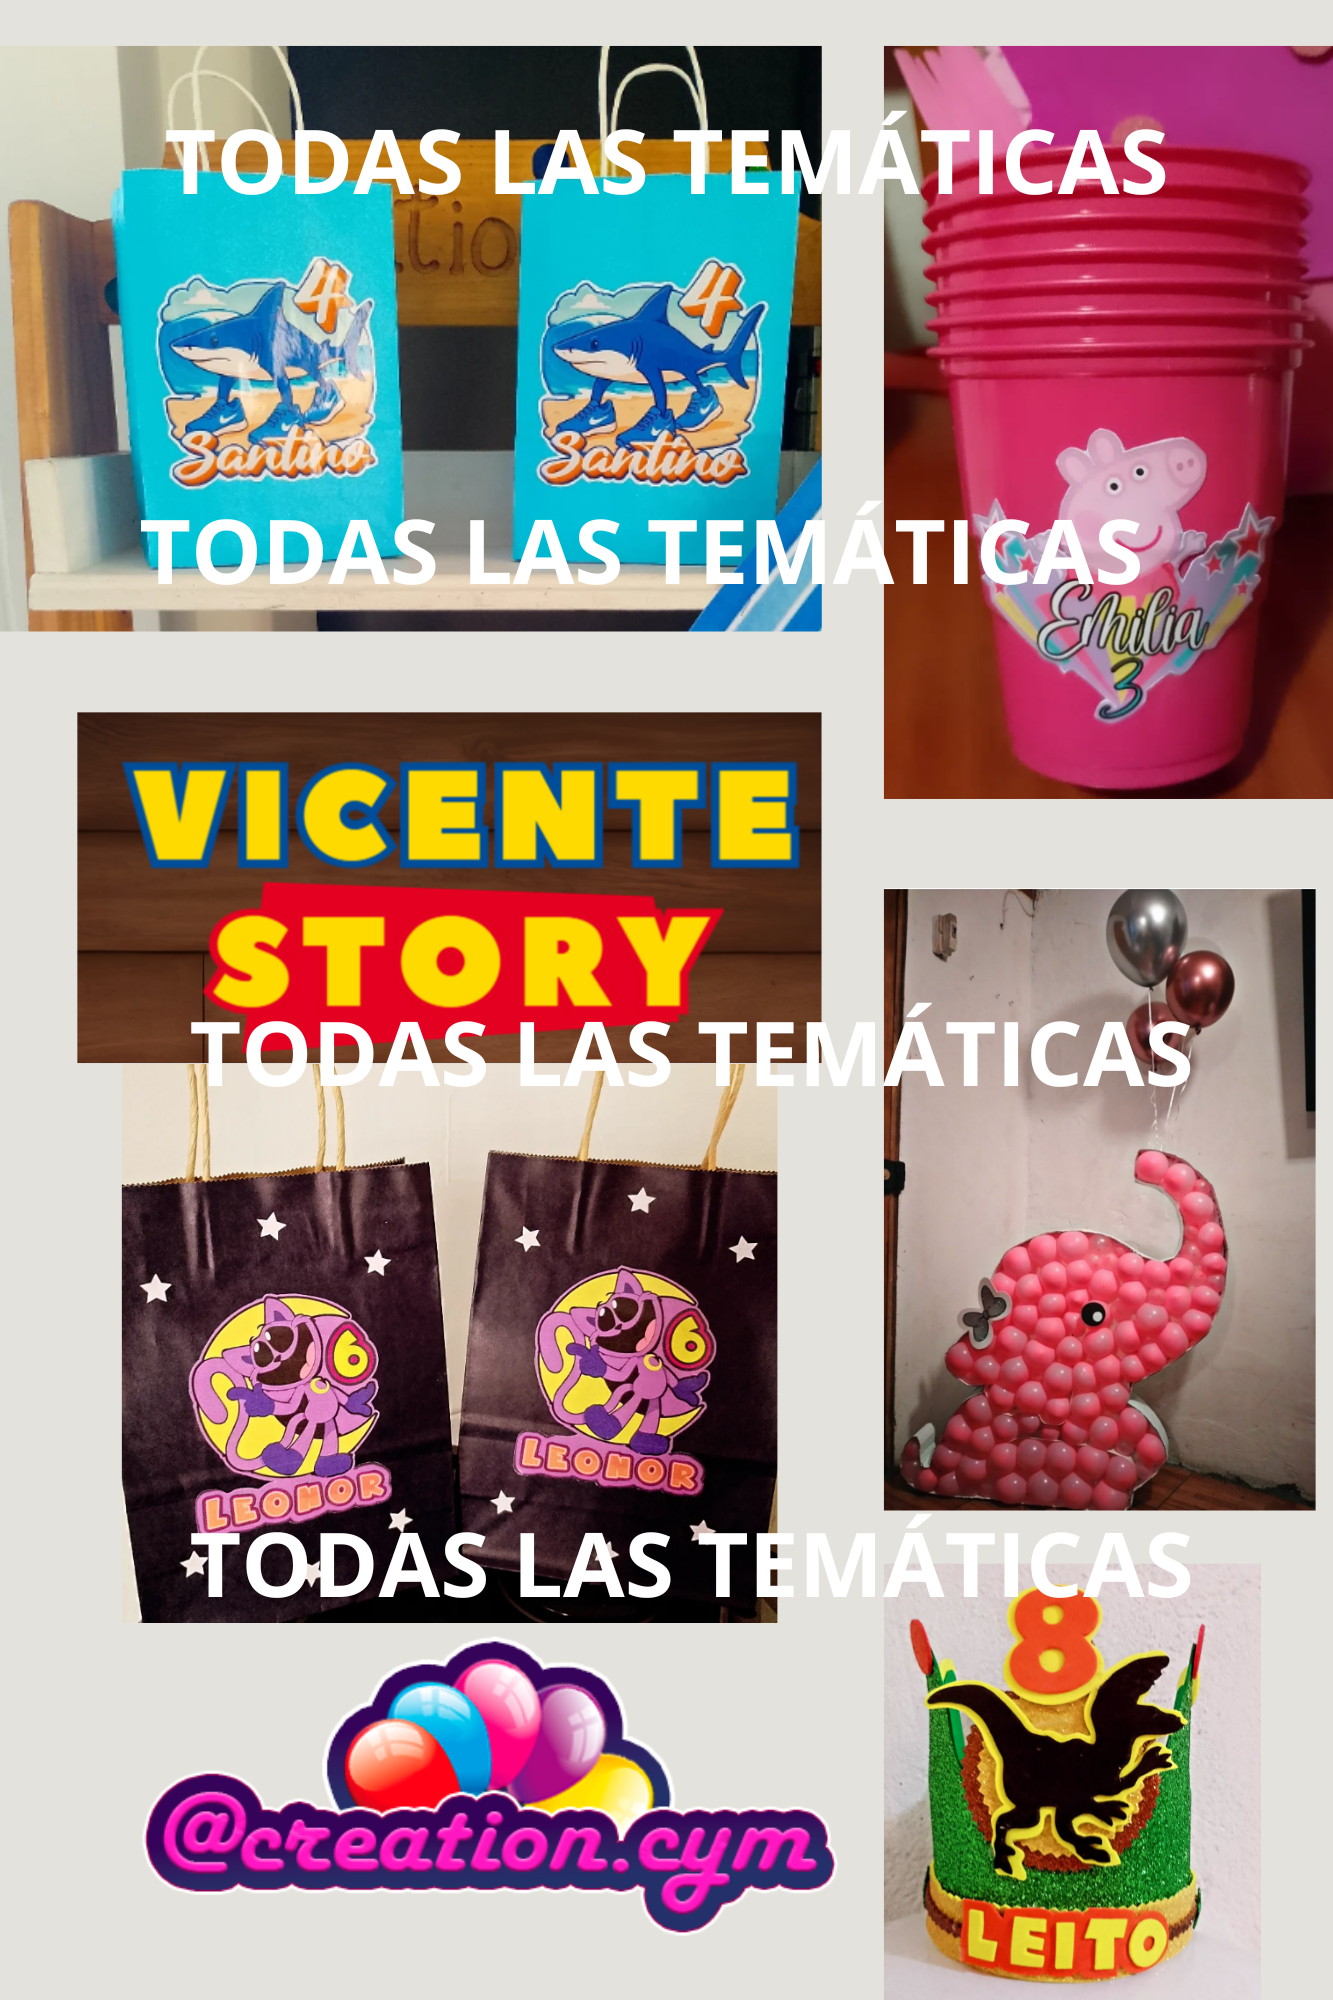 TODAS LAS TEMÁTICAS
4
Santino
4
Santino
TODAS LAS TEMÁTICAS
Emilia
3
VICENTE
STORY
TODAS LAS TEMÁTICAS
6
LEONOR
6
LEONOR
TODAS LAS TEMÁTICAS
8
LEITO
@creation.cym